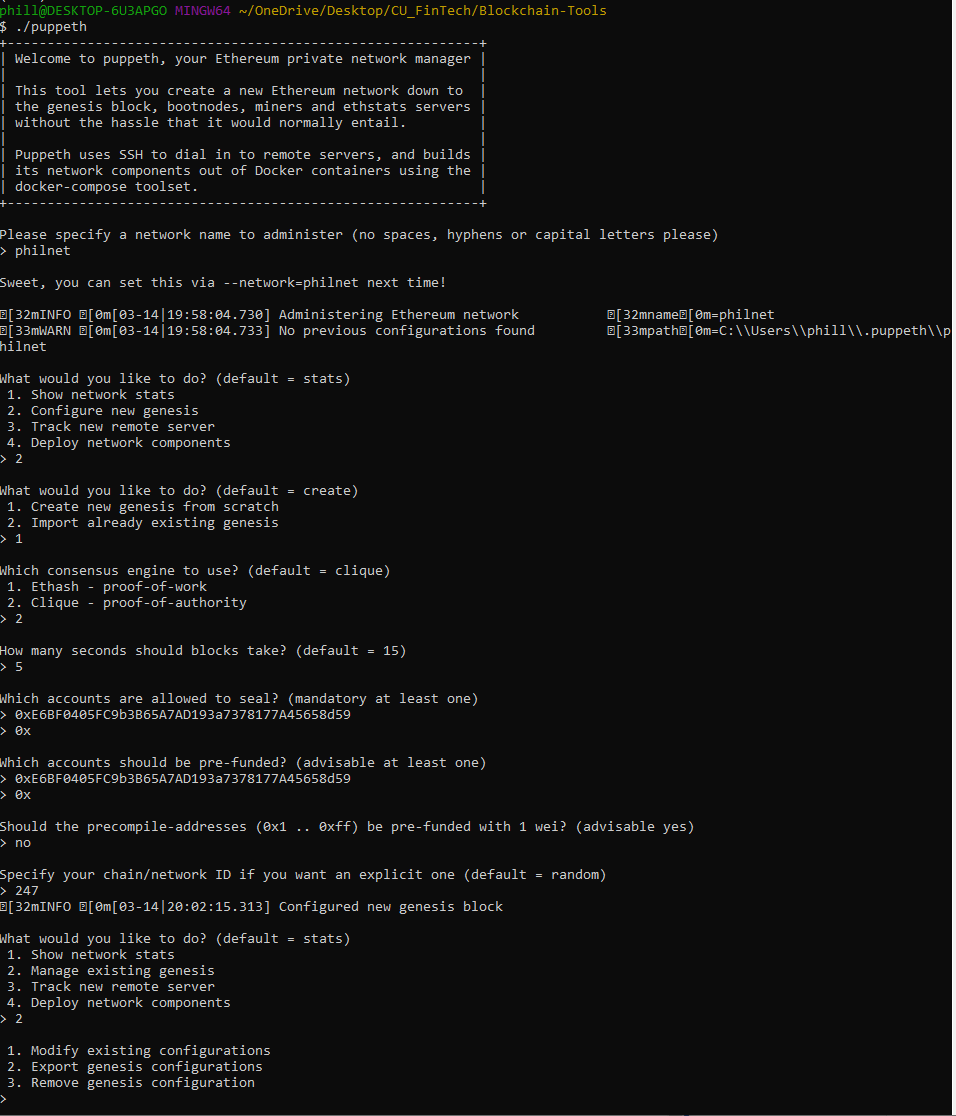 phill@DESKTOP-6U3APGO MINGW64 ~/OneDrive/Desktop/CU_FinTech/Blockchain-Tools
$ ./puppeth
+-----------------------------------------------------------+
| Welcome to puppeth, your Ethereum private network manager |
|                                                           |
| This tool lets you create a new Ethereum network down to  |
| the genesis block, bootnodes, miners and ethstats servers |
| without the hassle that it would normally entail.         |
|                                                           |
| Puppeth uses SSH to dial in to remote servers, and builds |
| its network components out of Docker containers using the |
| docker-compose toolset.                                   |
+-----------------------------------------------------------+
Please specify a network name to administer (no spaces, hyphens or capital letters please)
> philnet
Sweet, you can set this via --network=philnet next time!
[32mINFO [0m[03-14|19:58:04.730] Administering Ethereum network           [32mname[0m=philnet
[33mWARN [0m[03-14|19:58:04.733] No previous configurations found         [33mpath[0m=C:\\Users\\phill\\.puppeth\\p
hilnet
What would you like to do? (default = stats)
 1. Show network stats
 2. Configure new genesis
 3. Track new remote server
 4. Deploy network components
> 2
What would you like to do? (default = create)
 1. Create new genesis from scratch
 2. Import already existing genesis
> 1
Which consensus engine to use? (default = clique)
 1. Ethash - proof-of-work
 2. Clique - proof-of-authority
> 2
How many seconds should blocks take? (default = 15)
> 5
Which accounts are allowed to seal? (mandatory at least one)
> 0xE6BF0405FC9b3B65A7AD193a7378177A45658d59
> 0x
Which accounts should be pre-funded? (advisable at least one)
> 0xE6BF0405FC9b3B65A7AD193a7378177A45658d59
> 0x
Should the precompile-addresses (0x1 .. 0xff) be pre-funded with 1 wei? (advisable yes)
> no
Specify your chain/network ID if you want an explicit one (default = random)
> 247
[32mINFO [0m[03-14|20:02:15.313] Configured new genesis block
What would you like to do? (default = stats)
 1. Show network stats
 2. Manage existing genesis
 3. Track new remote server
 4. Deploy network components
> 2
 1. Modify existing configurations
 2. Export genesis configurations
 3. Remove genesis configuration
>